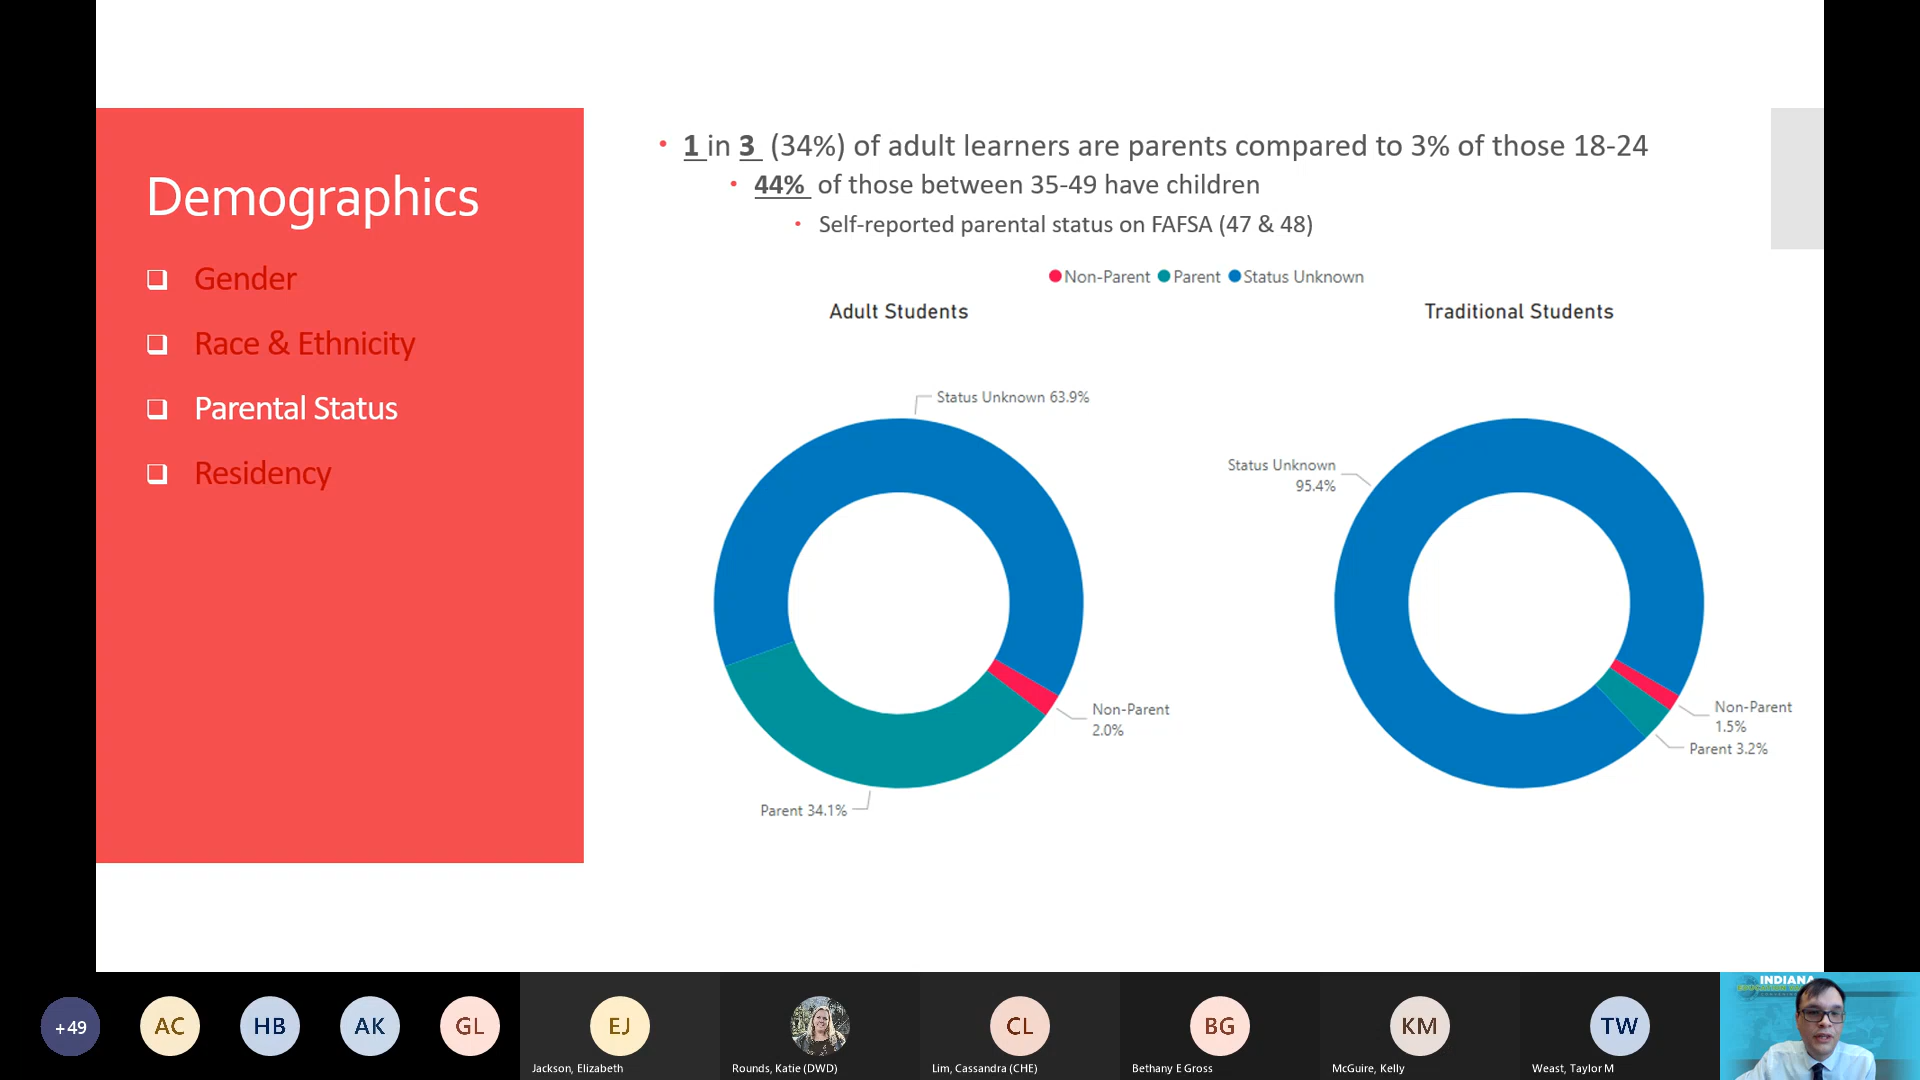 Demographics
Gender
Race & Ethnicity
Parental Status
Residency
1 in 3 (34%) of adult learners are parents compared to 3% of those 18-24
44% of those between 35-49 have children
Self-reported parental status on FAFSA (47 & 48)
Non-Parent Parent Status Unknown
Adult Students
Status Unknown 63.9%
Non-Parent
2.0%
Parent 34.1%
Traditional Students
Status Unknown
95.4%
Non-Parent
1.5%
Parent 3.2%
+49
AC
HB
AK
GL
EJ
Jackson, Elizabeth
Rounds, Katie (DWD)
CL
Lim, Cassandra (CHE)
BG
Bethany E Gross
KM
McGuire, Kelly
TW
Weast, Taylor M
INDIANA